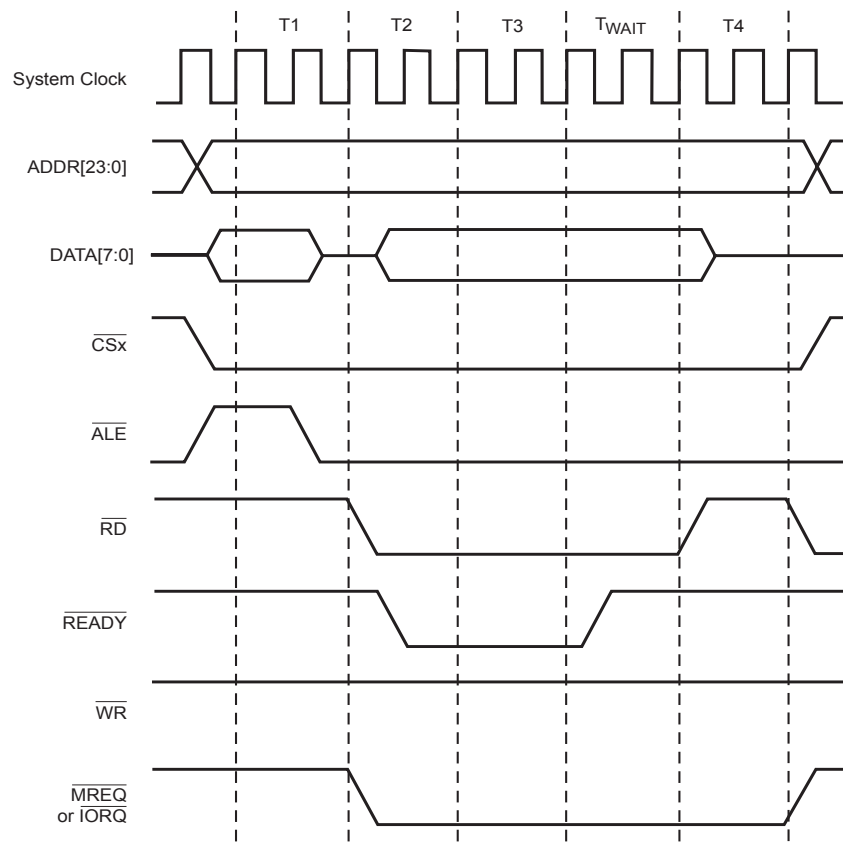 T1 T2 T3 TWAIT T4
System Clock
ADDR[23:0]
DATA[7:0]
CSx
ALE
RD
READY
WR
MREQ
or IORQ